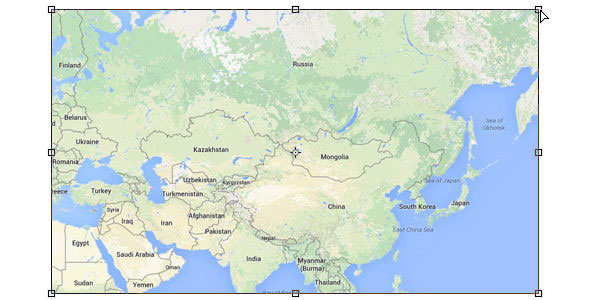 Finland
Russia
Belarus
Ukraine
Romania
Kazakhstan
Mongolia
Sea of
Okhotsk
Uzbekistan
Kyrgyzstan
Turkey
Turkmenistan
Sea of Japan
Syria
Iraq
Iran
Afghanistan
Pakistan
China
South Korea
Japan
East China Sea
Egypt
Saudi Arabia
Oman
Nepal
India
Myanmar
(Burma)
Sudan
Yemen
Thailand